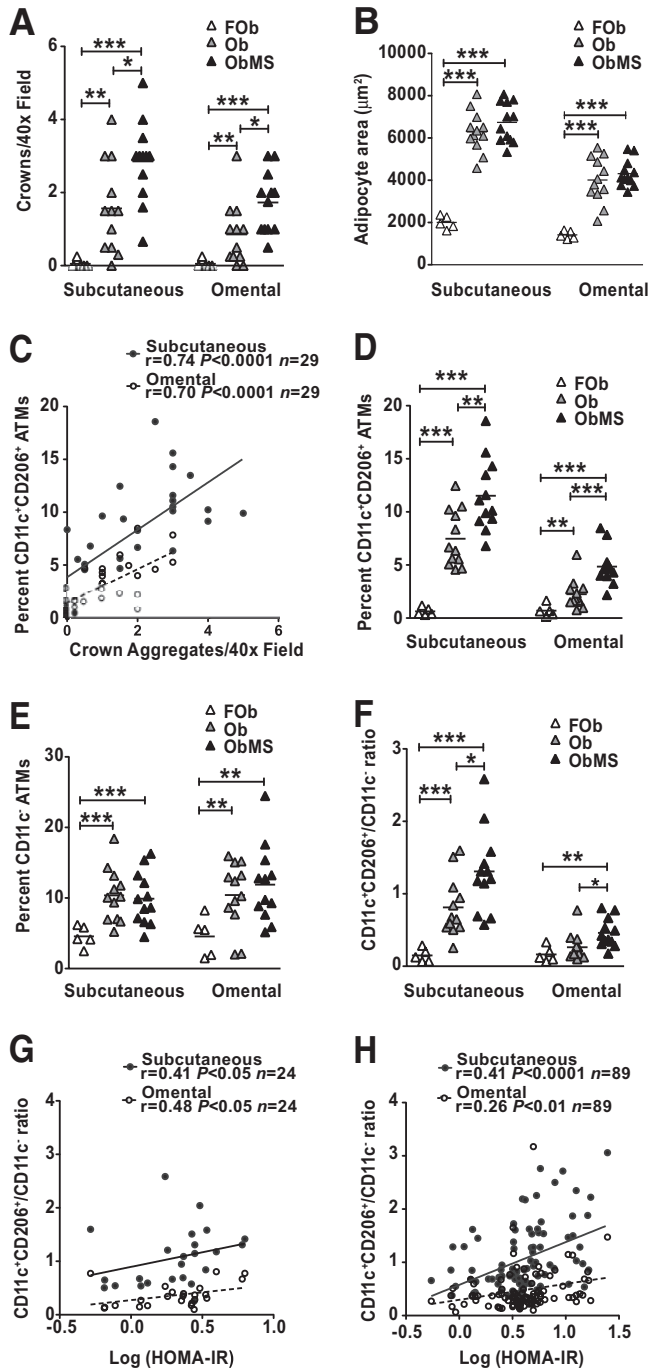 A
FOb
Ob
ObMS
Crowns/40x Field
6
4
2
0
***
*
**
***
*
**
Subcutaneous
Omental
B
FOb
Ob
ObMS
Adipocyte area (µm²)
10000
8000
6000
4000
2000
0
***
***
***
***
Subcutaneous
Omental
C
Subcutaneous
r=0.74 P<0.0001 n=29
Omental
r=0.70 P<0.0001 n=29
Percent CD11c⁺CD206⁺ ATMs
20
15
10
5
0
0
2
4
6
Crown Aggregates/40x Field
D
FOb
Ob
ObMS
Percent CD11c⁺CD206⁺ ATMs
20
15
10
5
0
***
**
***
***
***
**
Subcutaneous
Omental
E
FOb
Ob
ObMS
Percent CD11c⁻ ATMs
30
20
10
0
***
***
**
**
Subcutaneous
Omental
F
FOb
Ob
ObMS
CD11c⁺CD206⁺/CD11c⁻ ratio
3
2
1
0
***
*
***
**
*
Subcutaneous
Omental
G
Subcutaneous
r=0.41 P<0.05 n=24
Omental
r=0.48 P<0.05 n=24
CD11c⁺CD206⁺/CD11c⁻ ratio
4
3
2
1
0
-0.5
0.0
0.5
1.0
Log (HOMA-IR)
H
Subcutaneous
r=0.41 P<0.0001 n=89
Omental
r=0.26 P<0.01 n=89
CD11c⁺CD206⁺/CD11c⁻ ratio
4
3
2
1
0
-0.5
0.0
0.5
1.0
1.5
Log (HOMA-IR)